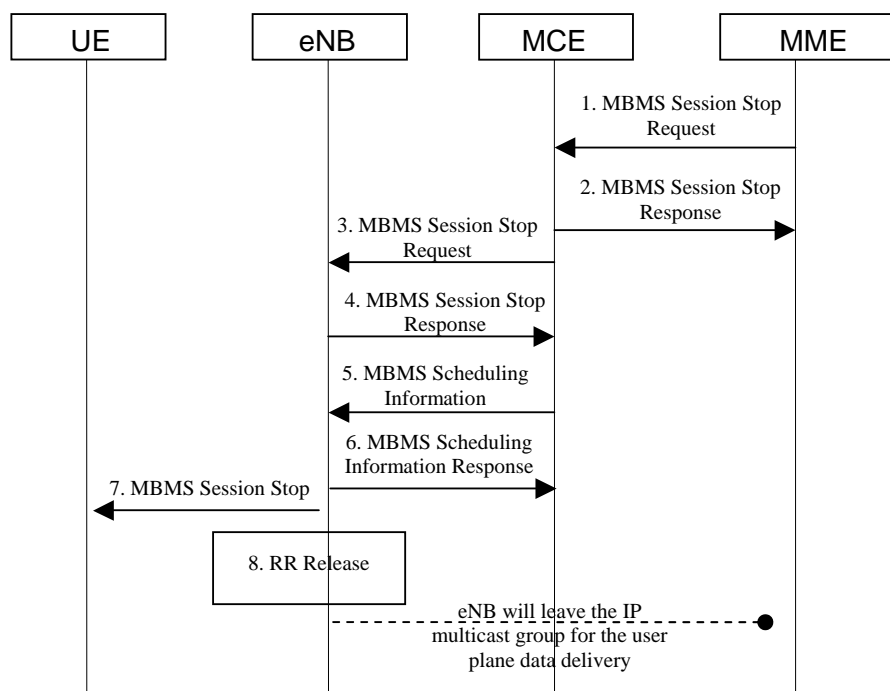 UE
eNB
MCE
MME
1. MBMS Session Stop
Request
2. MBMS Session Stop
Response
3. MBMS Session Stop
Request
4. MBMS Session Stop
Response
5. MBMS Scheduling
Information
6. MBMS Scheduling
Information Response
7. MBMS Session Stop
8. RR Release
eNB will leave the IP
multicast group for the user
plane data delivery